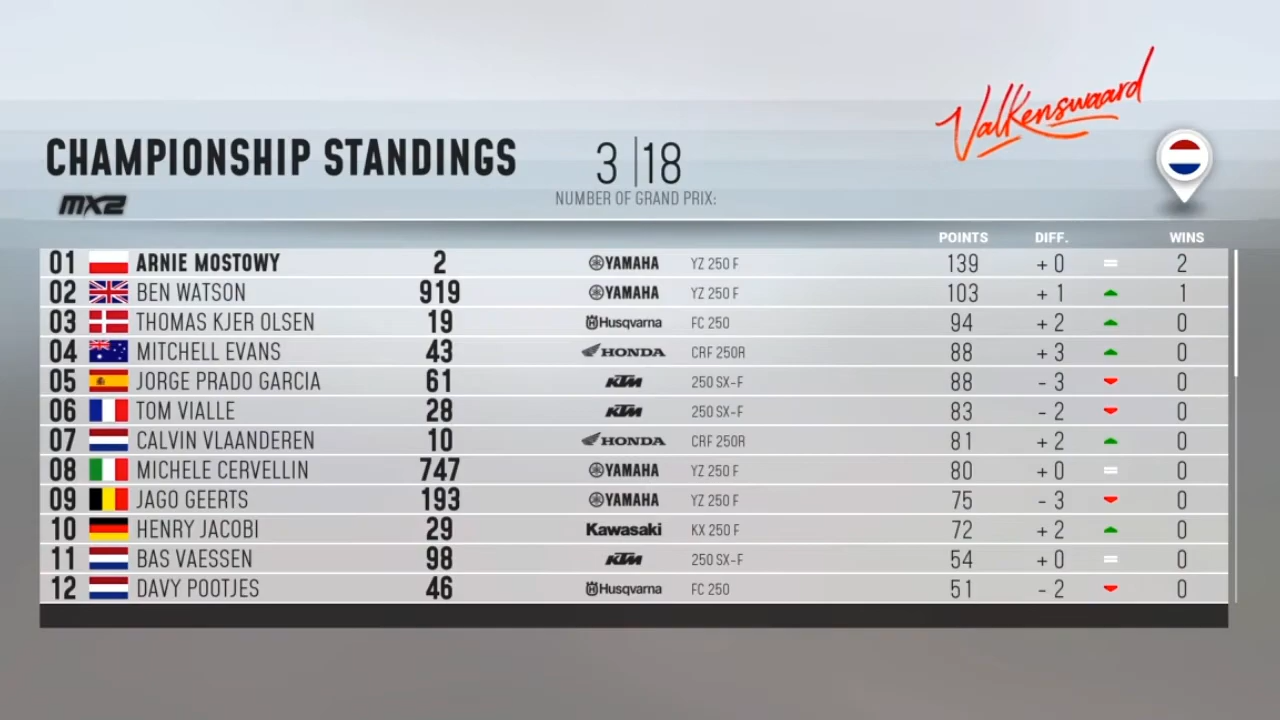 Valkenswaard
CHAMPIONSHIP STANDINGS 3 | 18
MX2 NUMBER OF GRAND PRIX:
POINTS DIFF. WINS
01 ARNIE MOSTOWY 2 YAMAHA YZ 250 F 139 + 0 = 2
02 BEN WATSON 919 YAMAHA YZ 250 F 103 + 1 1
03 THOMAS KJER OLSEN 19 Husqvarna FC 250 94 + 2 0
04 MITCHELL EVANS 43 HONDA CRF 250R 88 + 3 0
05 JORGE PRADO GARCIA 61 KTM 250 SX-F 88 - 3 0
06 TOM VIALLE 28 KTM 250 SX-F 83 - 2 0
07 CALVIN VLAANDEREN 10 HONDA CRF 250R 81 + 2 0
08 MICHELE CERVELLIN 747 YAMAHA YZ 250 F 80 + 0 = 0
09 JAGO GEERTS 193 YAMAHA YZ 250 F 75 - 3 0
10 HENRY JACOBI 29 Kawasaki KX 250 F 72 + 2 0
11 BAS VAESSEN 98 KTM 250 SX-F 54 + 0 = 0
12 DAVY POOTJES 46 Husqvarna FC 250 51 - 2 0